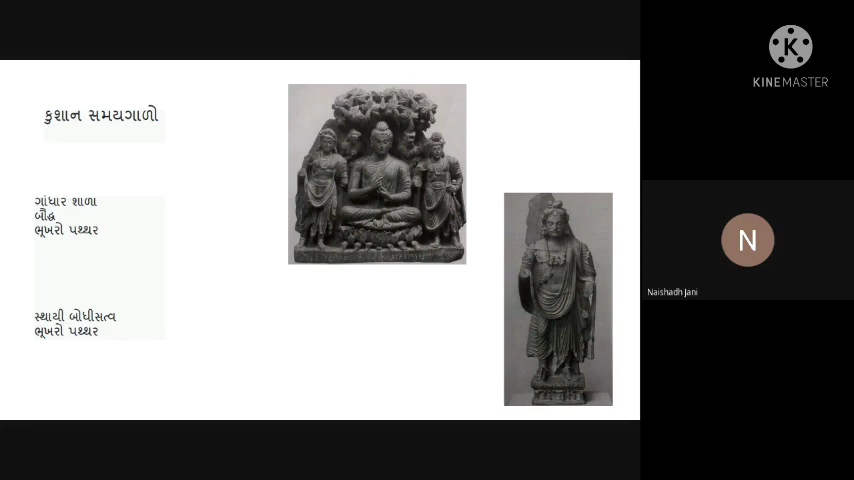 કુશાન સમયગાળો
ગાંધાર શાળા
બૌદ્ધ
ભૂખરો પથ્થર
સ્થાયી બોધીસત્વ
ભૂખરો પથ્થર
K
KINEMASTER
N
Naishadh Jani